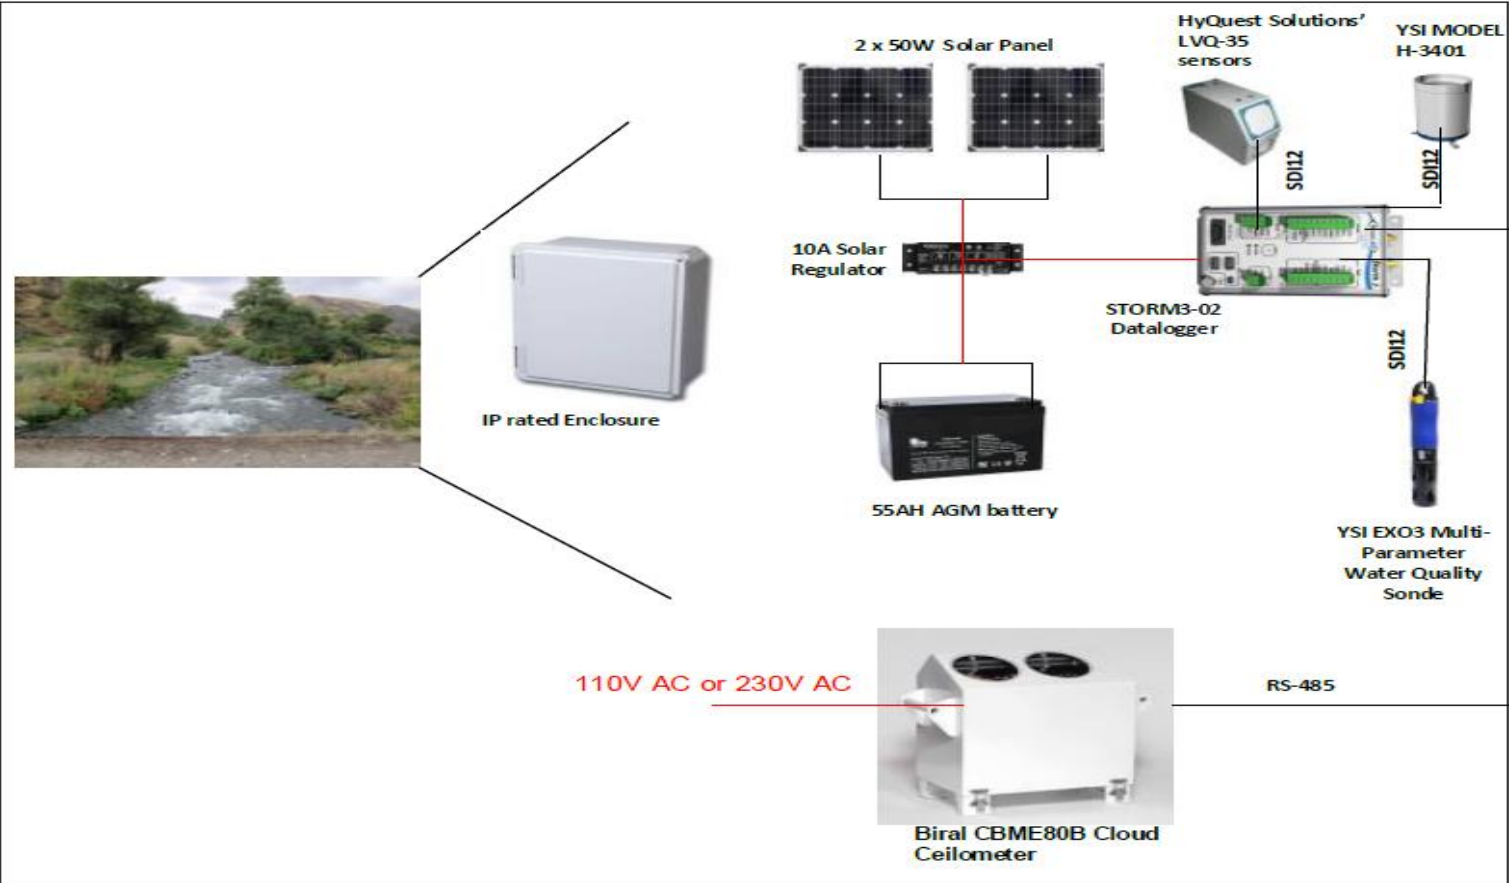 2 x 50W Solar Panel
HyQuest Solutions’
LVQ-35
sensors
YSI MODEL
H-3401
SDI12
SDI12
10A Solar
Regulator
STORM3-02
Datalogger
SDI12
IP rated Enclosure
55AH AGM battery
YSI EXO3 Multi-
Parameter
Water Quality
Sonde
110V AC or 230V AC
RS-485
Biral CBME80B Cloud
Ceilometer